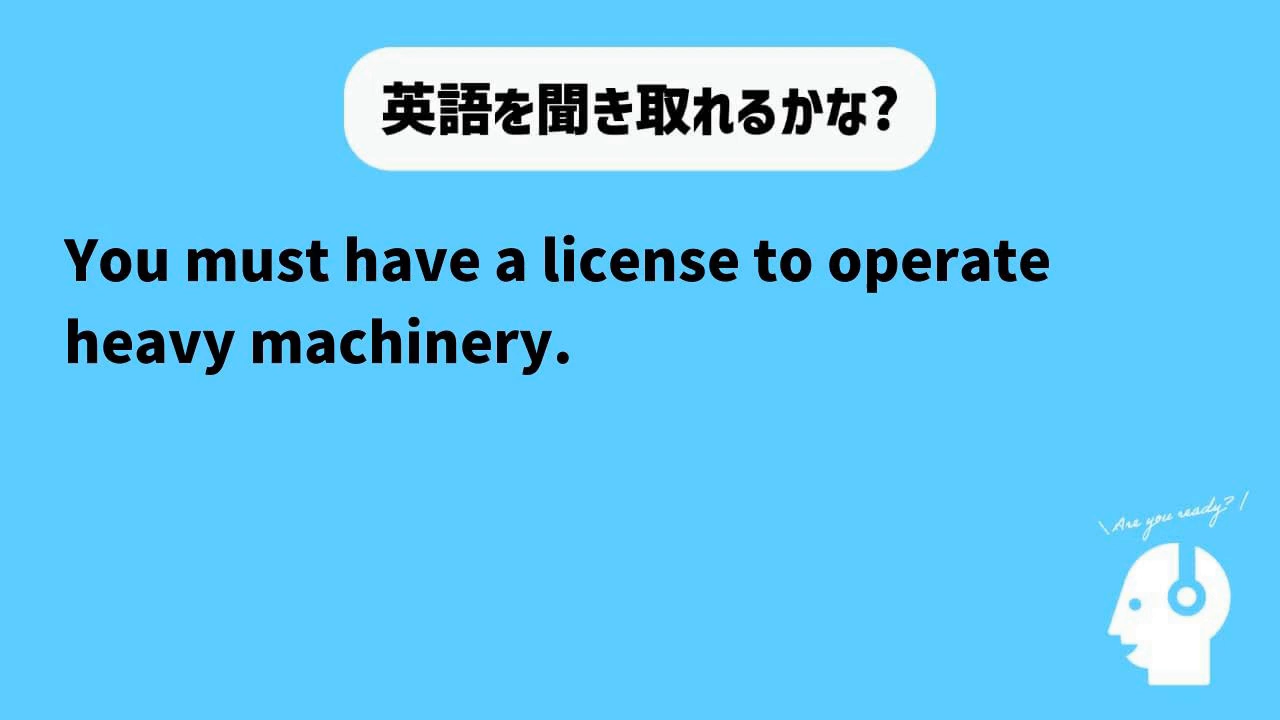 英語を聞き取れるかな?
You must have a license to operate
heavy machinery.
\ Are you ready? /